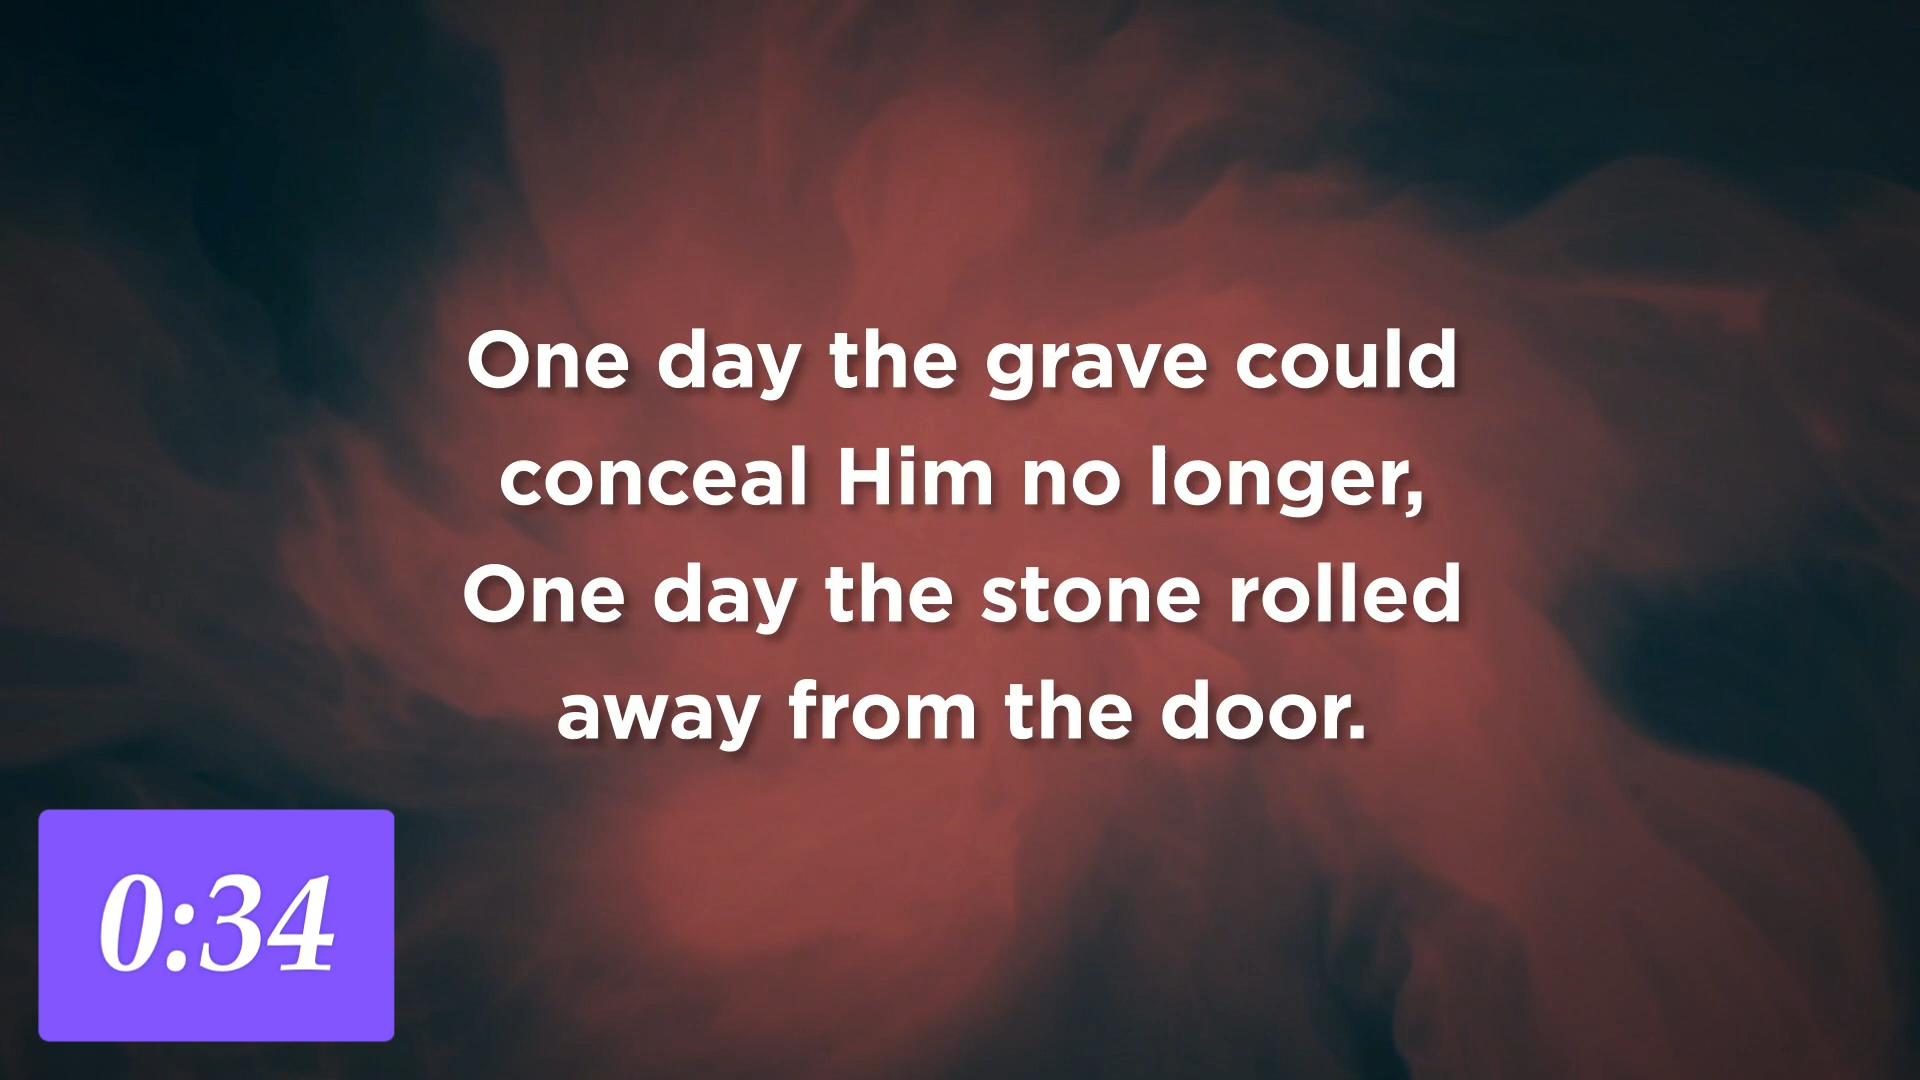 One day the grave could
conceal Him no longer,
One day the stone rolled
away from the door.
0:34